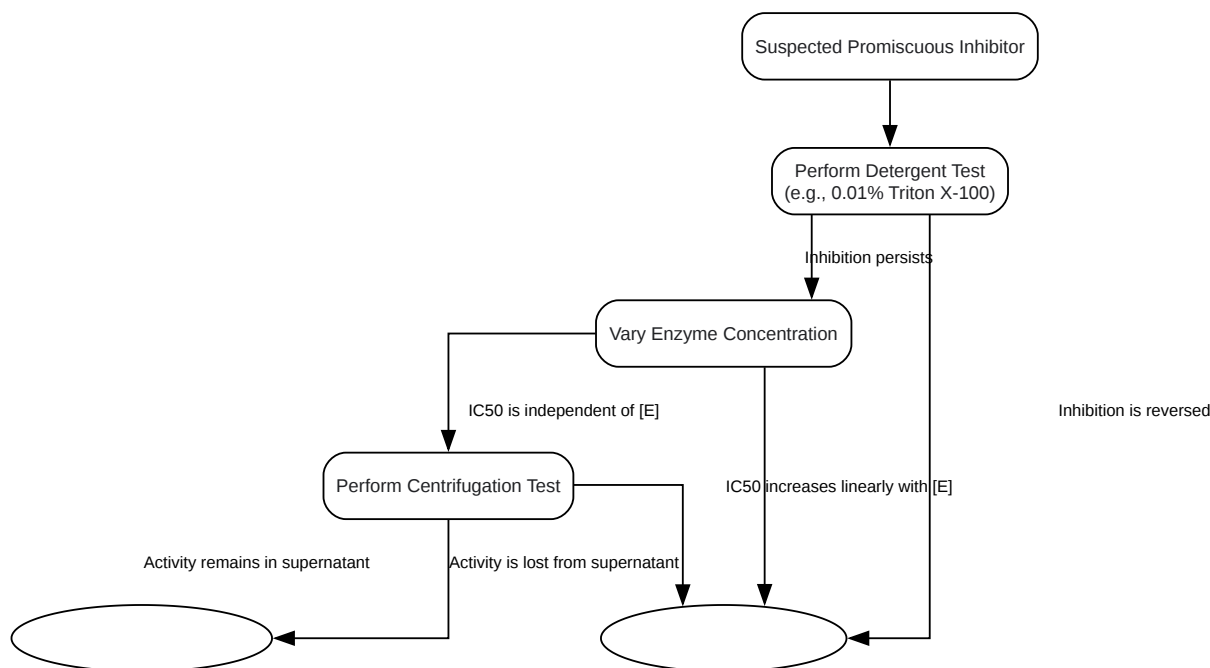 Suspected Promiscuous Inhibitor
Perform Detergent Test
(e.g., 0.01% Triton X-100)
Inhibition persists
Vary Enzyme Concentration
IC50 is independent of [E]
Inhibition is reversed
Perform Centrifugation Test
IC50 increases linearly with [E]
Activity remains in supernatant
Activity is lost from supernatant